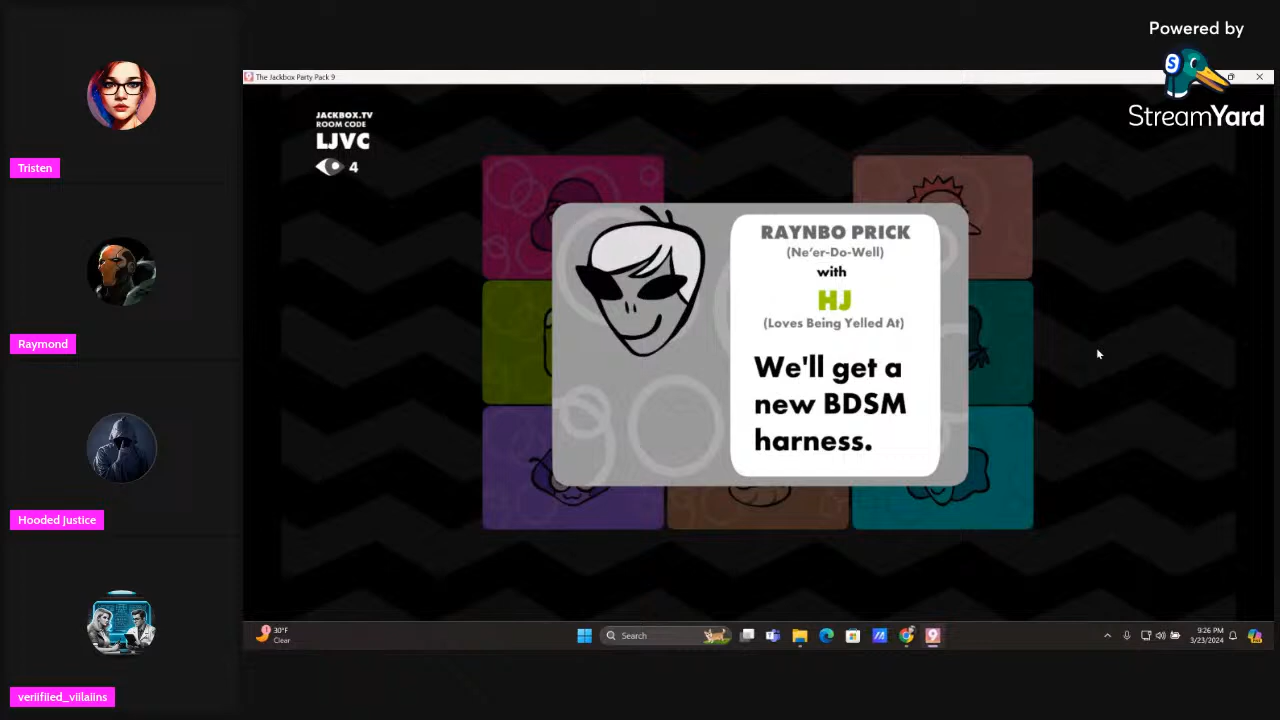 Powered by
StreamYard
The Jackbox Party Pack 9
JACKBOX.TV
ROOM CODE
LJVC
4
Tristen
Raymond
Hooded Justice
veriifiied_viilaiins
RAYNBO PRICK
(Ne'er-Do-Well)
with
HJ
(Loves Being Yelled At)
We'll get a
new BDSM
harness.
30°F
Clear
Search
9:26 PM
3/23/2024